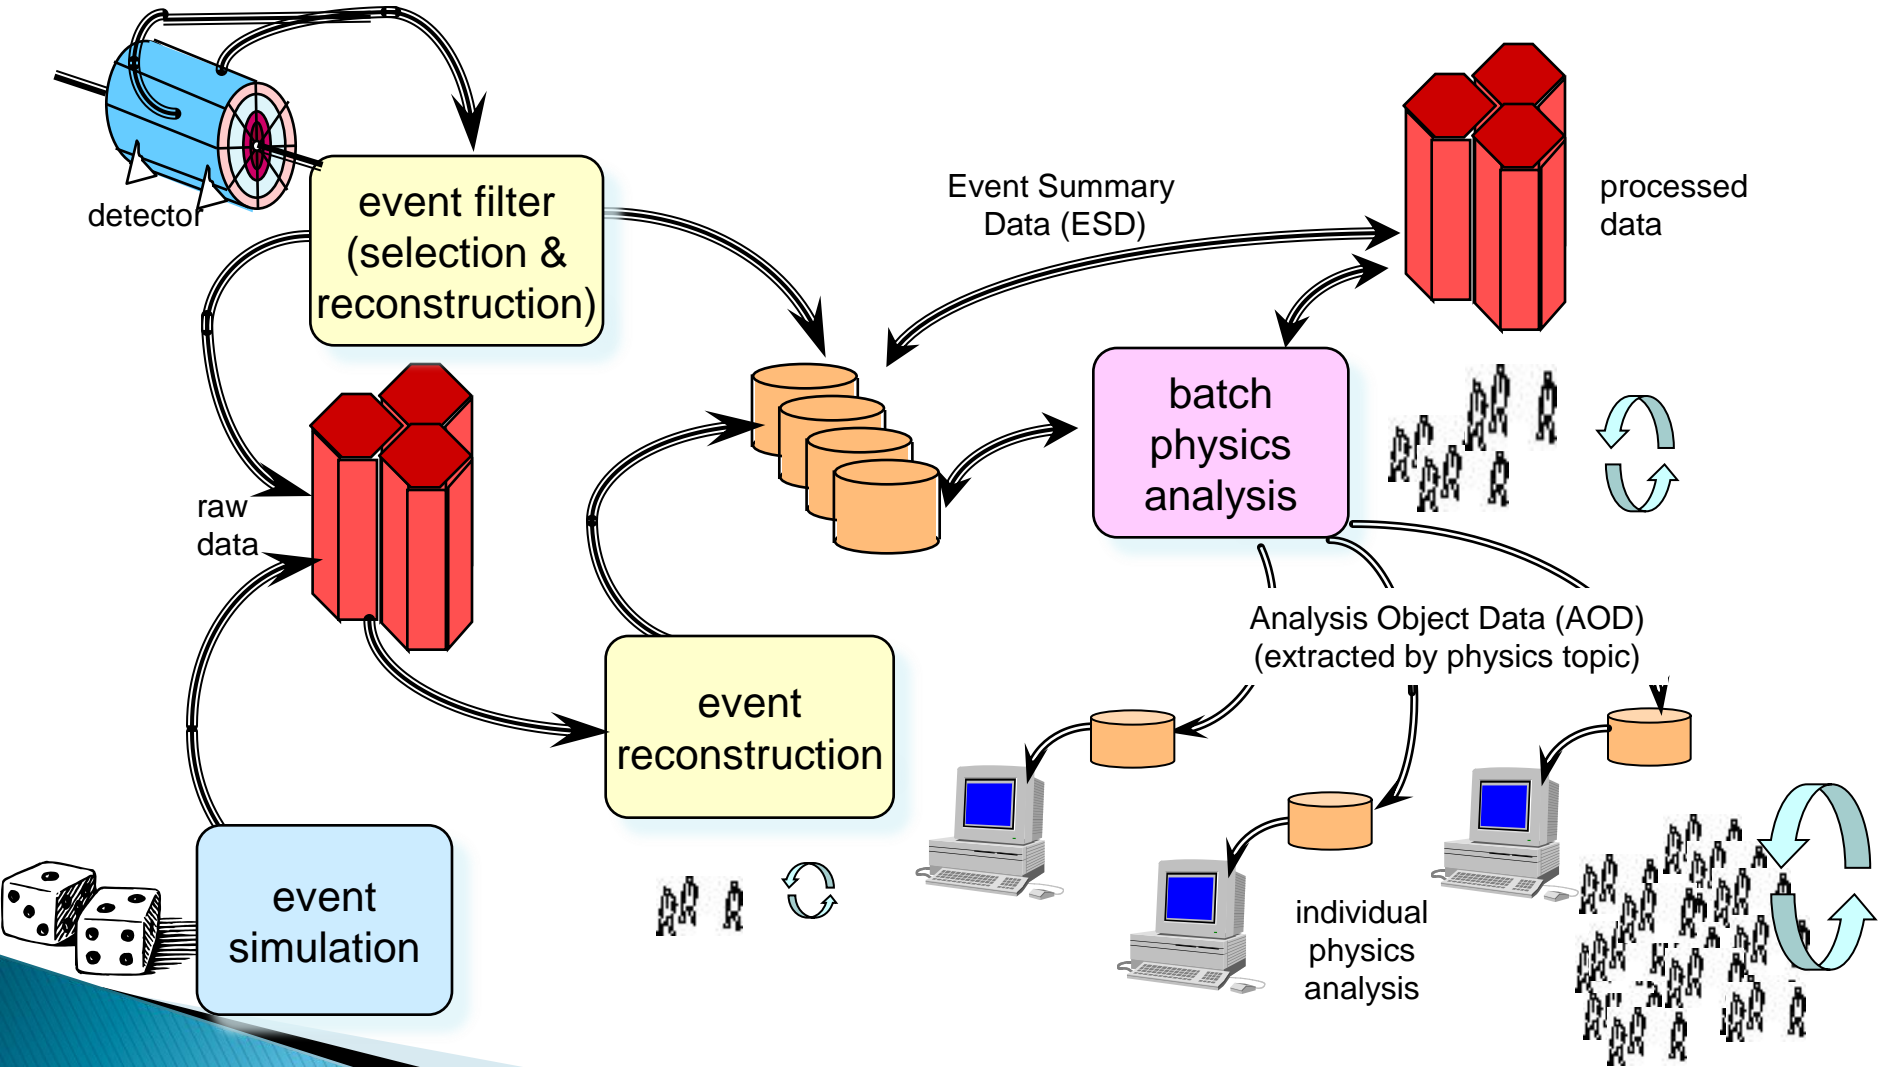 detector
event filter
(selection &
reconstruction)
Event Summary
Data (ESD)
processed
data
batch
physics
analysis
raw
data
Analysis Object Data (AOD)
(extracted by physics topic)
event
reconstruction
event
simulation
individual
physics
analysis